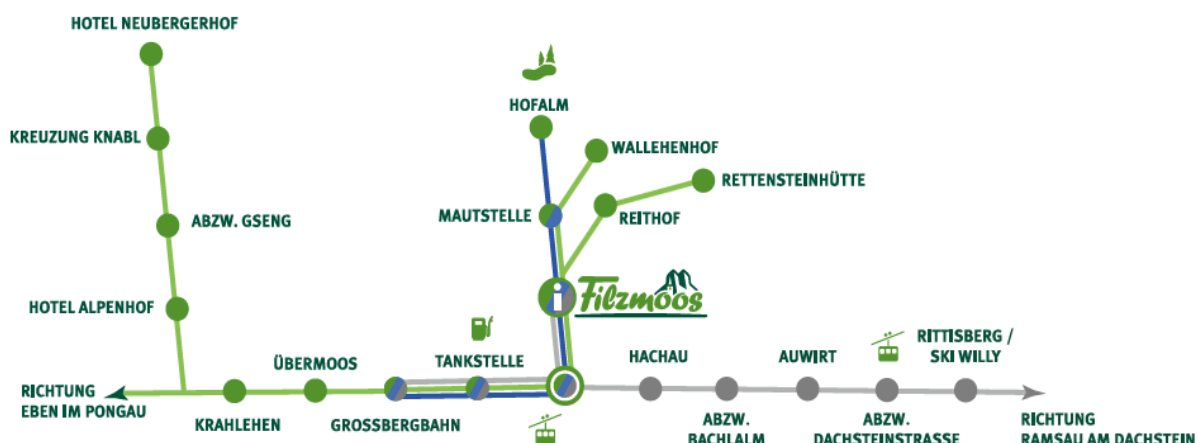 HOTEL NEUBERGERHOF
KREUZUNG KNABL
ABZW. GSENG
HOTEL ALPENHOF
RICHTUNG
EBEN IM PONGAU
KRAHLEHEN
ÜBERMOOS
GROSSBERGBAHN
TANKSTELLE
HOFALM
WALLEHENHOF
RETTENSTEINHÜTTE
MAUTSTELLE
REITHOF
i Filzmoos
HACHAU
ABZW.
BACHLALM
AUWIRT
ABZW.
DACHSTEINSTRASSE
RITTISBERG /
SKI WILLY
RICHTUNG
RAMSAU AM DACHSTEIN